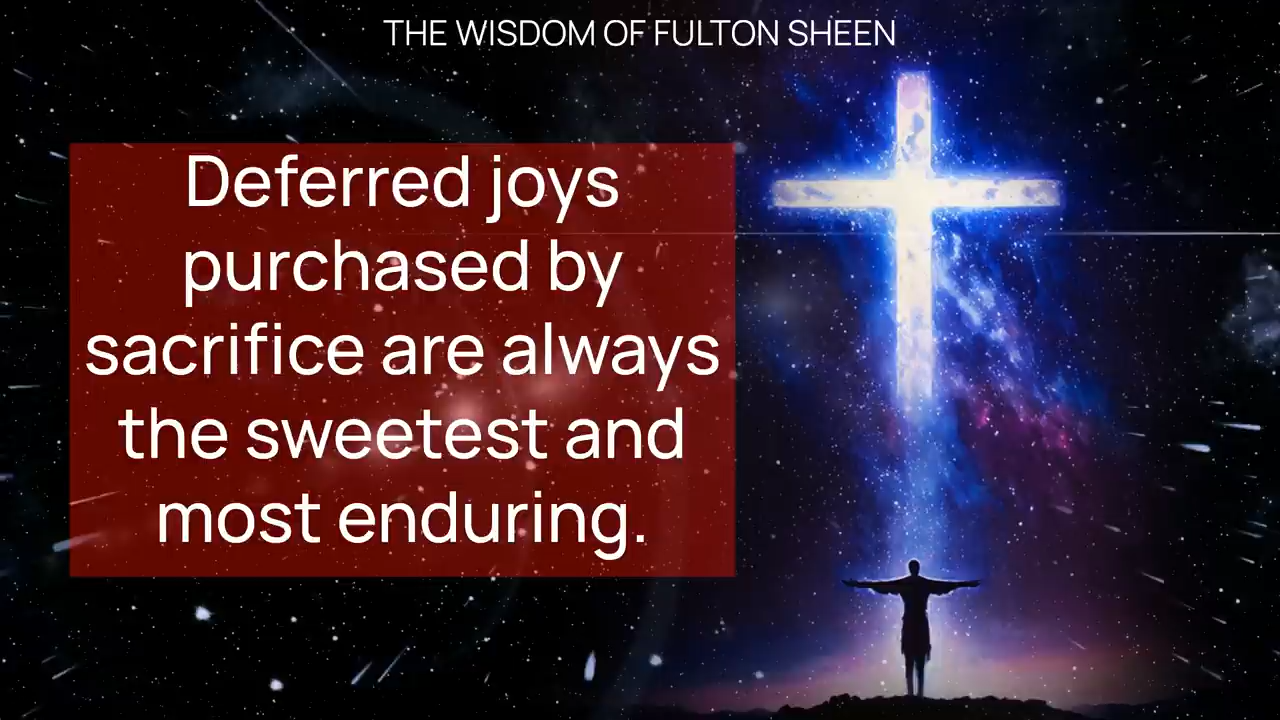 THE WISDOM OF FULTON SHEEN
Deferred joys
purchased by
sacrifice are always
the sweetest and
most enduring.